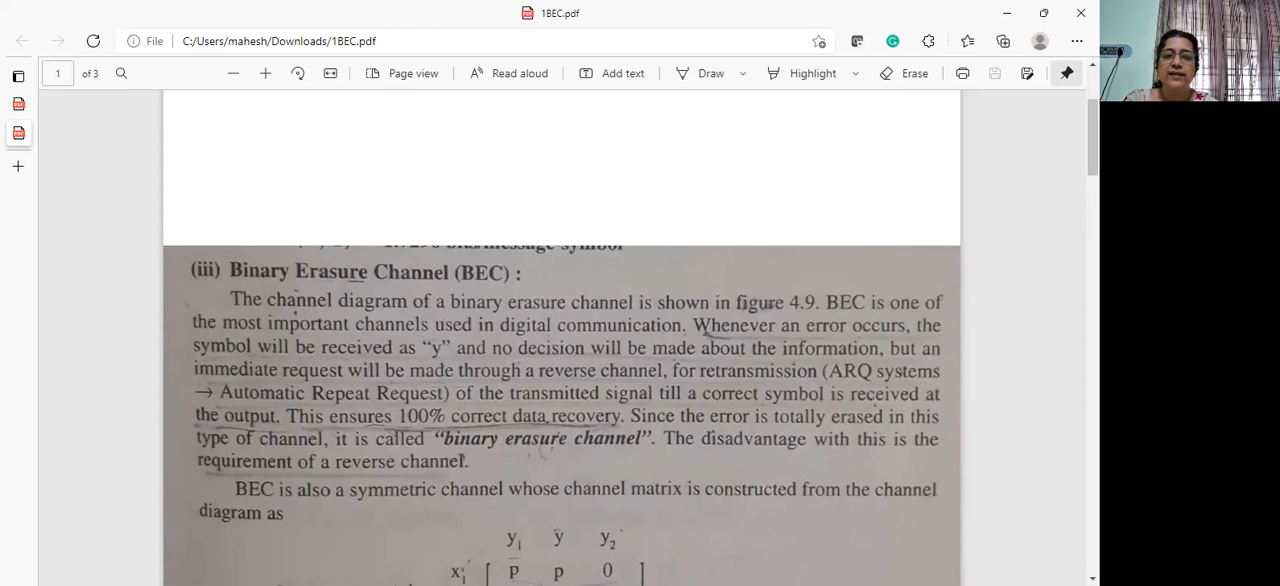 1BEC.pdf
File C:/Users/mahesh/Downloads/1BEC.pdf
1 of 3 Page view Read aloud Add text Draw Highlight Erase
bits/message symbol
(iii) Binary Erasure Channel (BEC) :
The channel diagram of a binary erasure channel is shown in figure 4.9. BEC is one of
the most important channels used in digital communication. Whenever an error occurs, the
symbol will be received as “y” and no decision will be made about the information, but an
immediate request will be made through a reverse channel, for retransmission (ARQ systems
→ Automatic Repeat Request) of the transmitted signal till a correct symbol is received at
the output. This ensures 100% correct data recovery. Since the error is totally erased in this
type of channel, it is called “binary erasure channel”. The disadvantage with this is the
requirement of a reverse channel.
BEC is also a symmetric channel whose channel matrix is constructed from the channel
diagram as
y₁ y y₂
x₁ [ p̄ p 0 ]